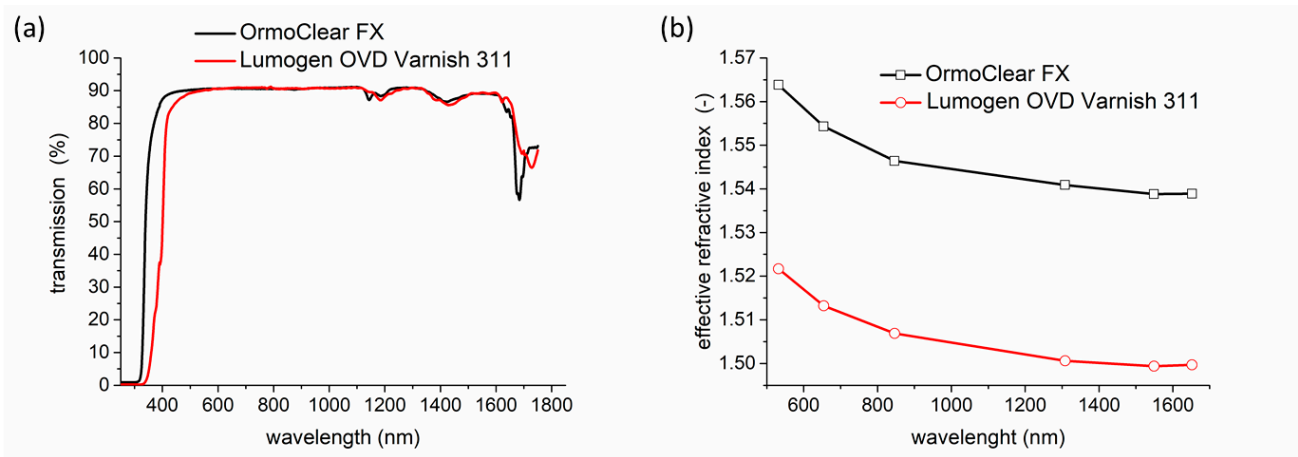 (a)
OrmoClear FX
Lumogen OVD Varnish 311
transmission (%)
100
90
80
70
60
50
40
30
20
10
0
400 600 800 1000 1200 1400 1600 1800
wavelength (nm)
(b)
OrmoClear FX
Lumogen OVD Varnish 311
effective refractive index (-)
1.57
1.56
1.55
1.54
1.53
1.52
1.51
1.50
600 800 1000 1200 1400 1600
wavelenght (nm)